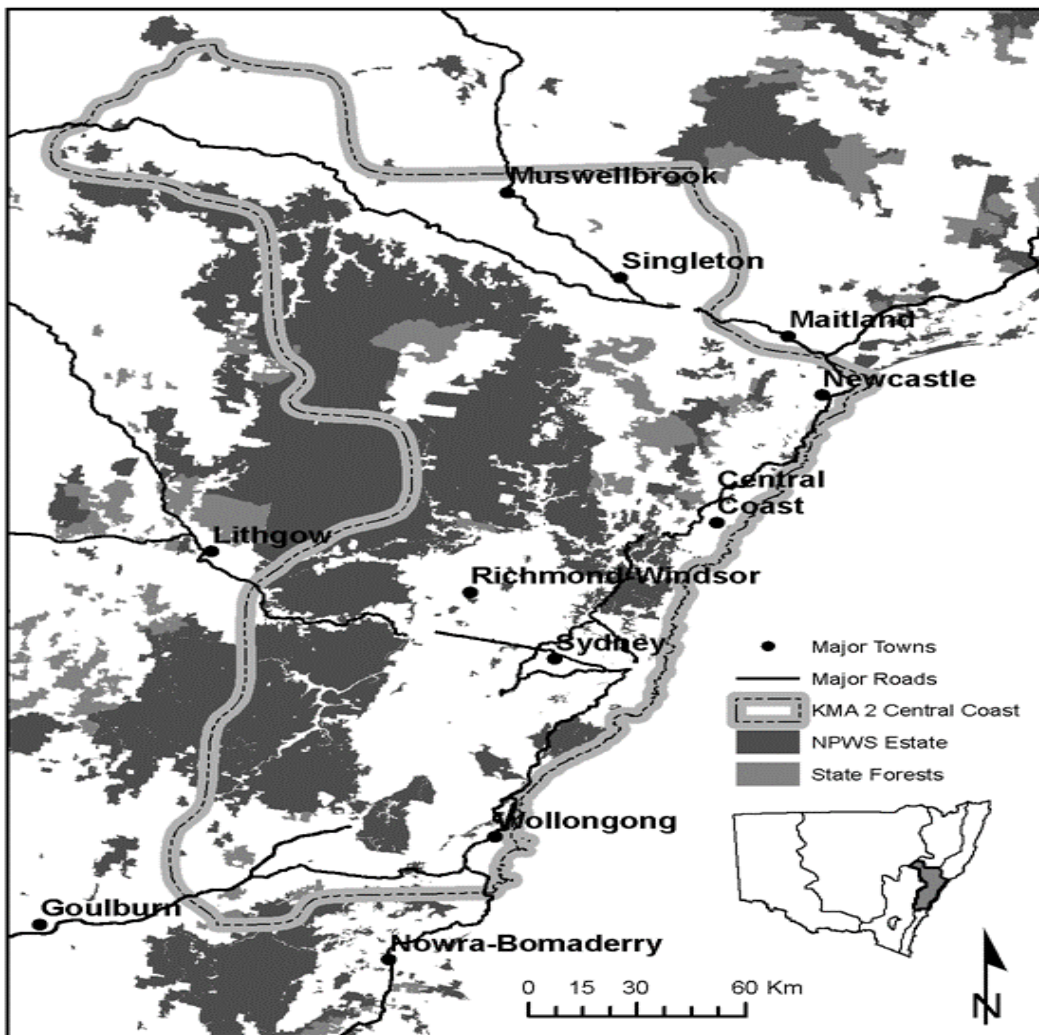 Muswellbrook
Singleton
Maitland
Newcastle
Central
Coast
Lithgow
Richmond-Windsor
Sydney
Major Towns
Major Roads
KMA 2 Central Coast
NPWS Estate
State Forests
Wollongong
Goulburn
Nowra-Bomaderry
0 15 30 60 Km
N